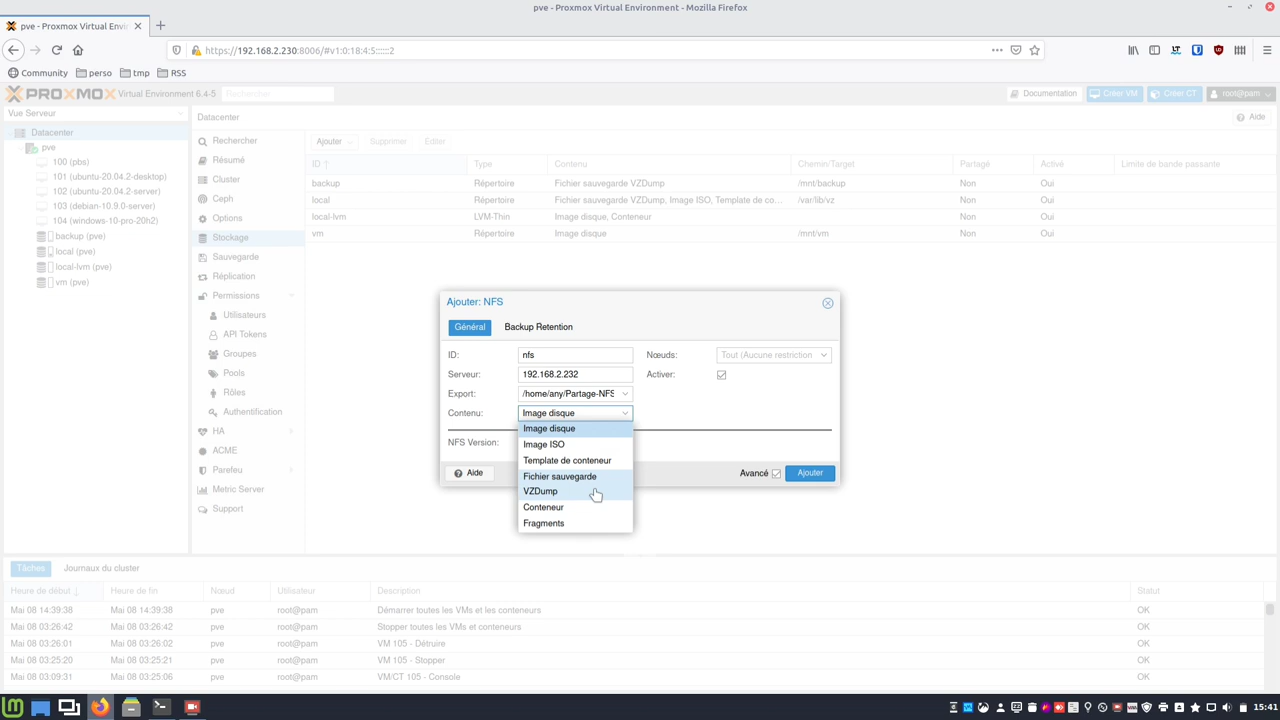 pve - Proxmox Virtual Environment - Mozilla Firefox
pve - Proxmox Virtual Envir
https://192.168.2.230:8006/#v1:0:18:4:5::::::2
Community perso tmp RSS
PROXMOX Virtual Environment 6.4-5 Rechercher Documentation Créer VM Créer CT root@pam
Vue Serveur
Datacenter
pve
100 (pbs)
101 (ubuntu-20.04.2-desktop)
102 (ubuntu-20.04.2-server)
103 (debian-10.9.0-server)
104 (windows-10-pro-20h2)
backup (pve)
local (pve)
local-lvm (pve)
vm (pve)
Datacenter Aide
Rechercher
Résumé
Cluster
Ceph
Options
Stockage
Sauvegarde
Réplication
Permissions
Utilisateurs
API Tokens
Groupes
Pools
Rôles
Authentication
HA
ACME
Parefeu
Metric Server
Support
Ajouter Supprimer Editer
ID Type Contenu Chemin/Target Partagé Activé Limite de bande passante
backup Répertoire Fichier sauvegarde VZDump /mnt/backup Non Oui
local Répertoire Fichier sauvegarde VZDump, Image ISO, Template de co... /var/lib/vz Non Oui
local-lvm LVM-Thin Image disque, Conteneur Non Oui
vm Répertoire Image disque /mnt/vm Non Oui
Ajouter: NFS
Général Backup Retention
ID: nfs Nœuds: Tout (Aucune restriction
Serveur: 192.168.2.232 Activer:
Export: /home/any/Partage-NFS
Contenu: Image disque
Image disque
Image ISO
Template de conteneur
Fichier sauvegarde
VZDump
Conteneur
Fragments
NFS Version:
Aide Avancé Ajouter
Tâches Journaux du cluster
Heure de début Heure de fin Nœud Utilisateur Description Statut
Mai 08 14:39:38 Mai 08 14:39:38 pve root@pam Démarrer toutes les VMs et les conteneurs OK
Mai 08 03:26:42 Mai 08 03:26:42 pve root@pam Stopper toutes les VMs et conteneurs OK
Mai 08 03:26:01 Mai 08 03:26:02 pve root@pam VM 105 - Détruire OK
Mai 08 03:25:20 Mai 08 03:25:21 pve root@pam VM 105 - Stopper OK
Mai 08 03:09:31 Mai 08 03:25:06 pve root@pam VM/CT 105 - Console OK
15:41